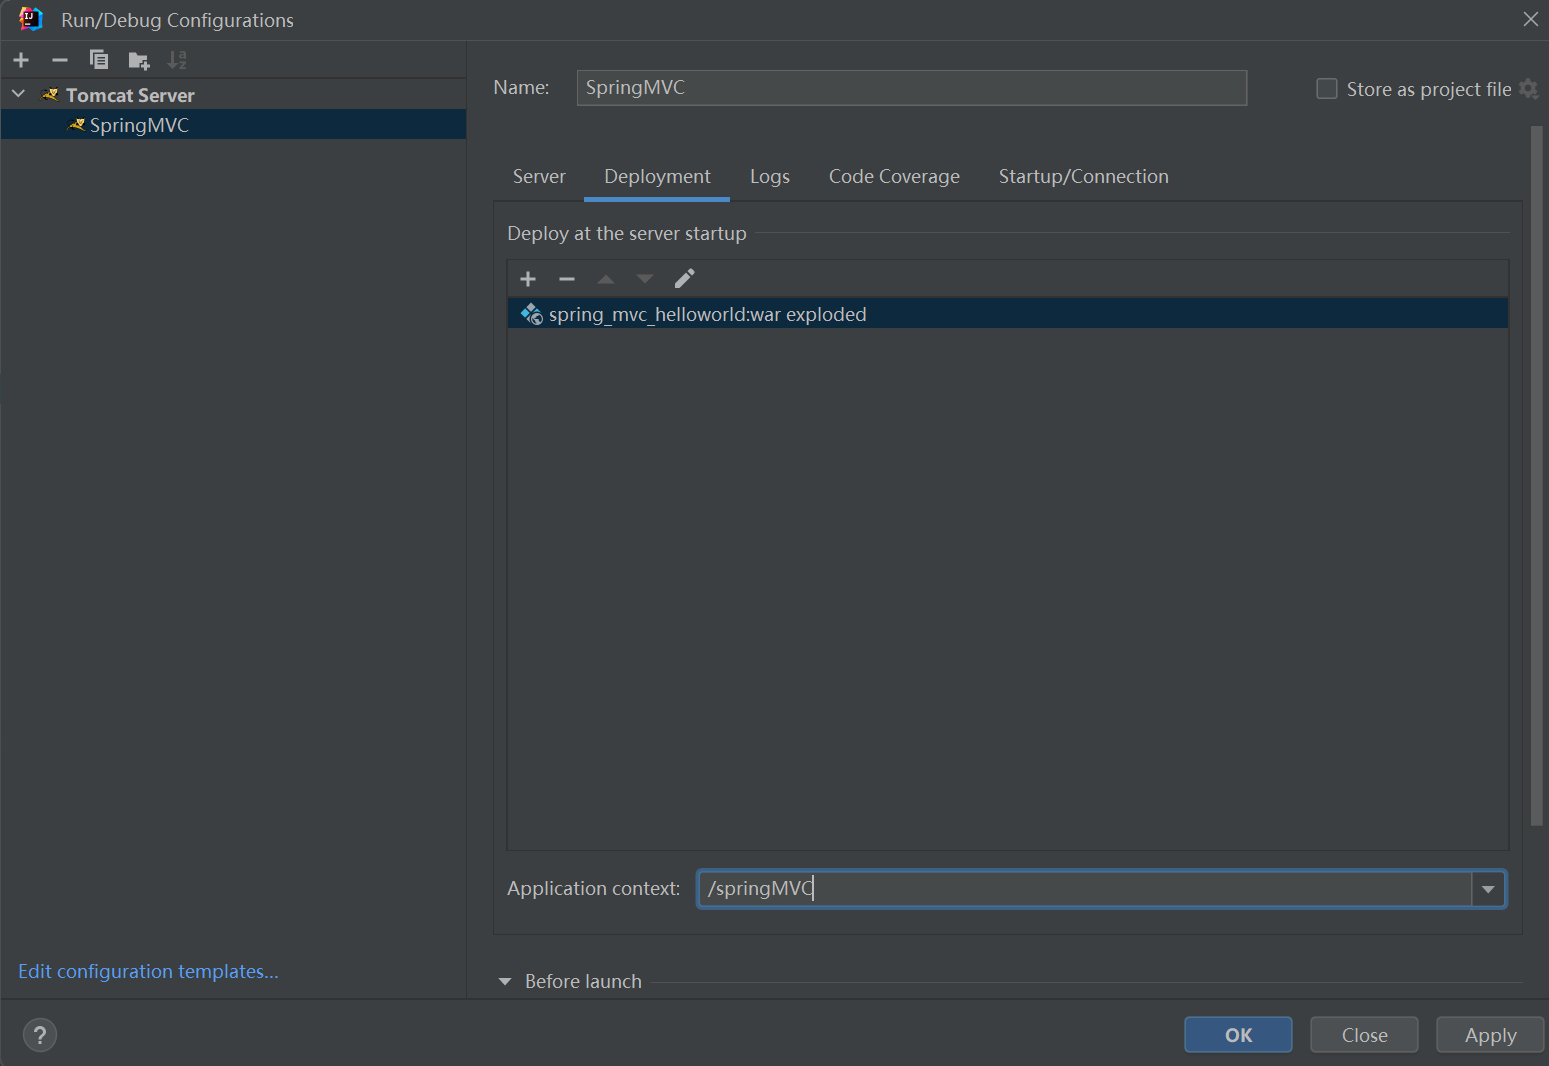 Run/Debug Configurations
Tomcat Server
SpringMVC
Edit configuration templates...
Name: SpringMVC
Store as project file
Server Deployment Logs Code Coverage Startup/Connection
Deploy at the server startup
spring_mvc_helloworld:war exploded
Application context: /springMVC
Before launch
?
OK Close Apply